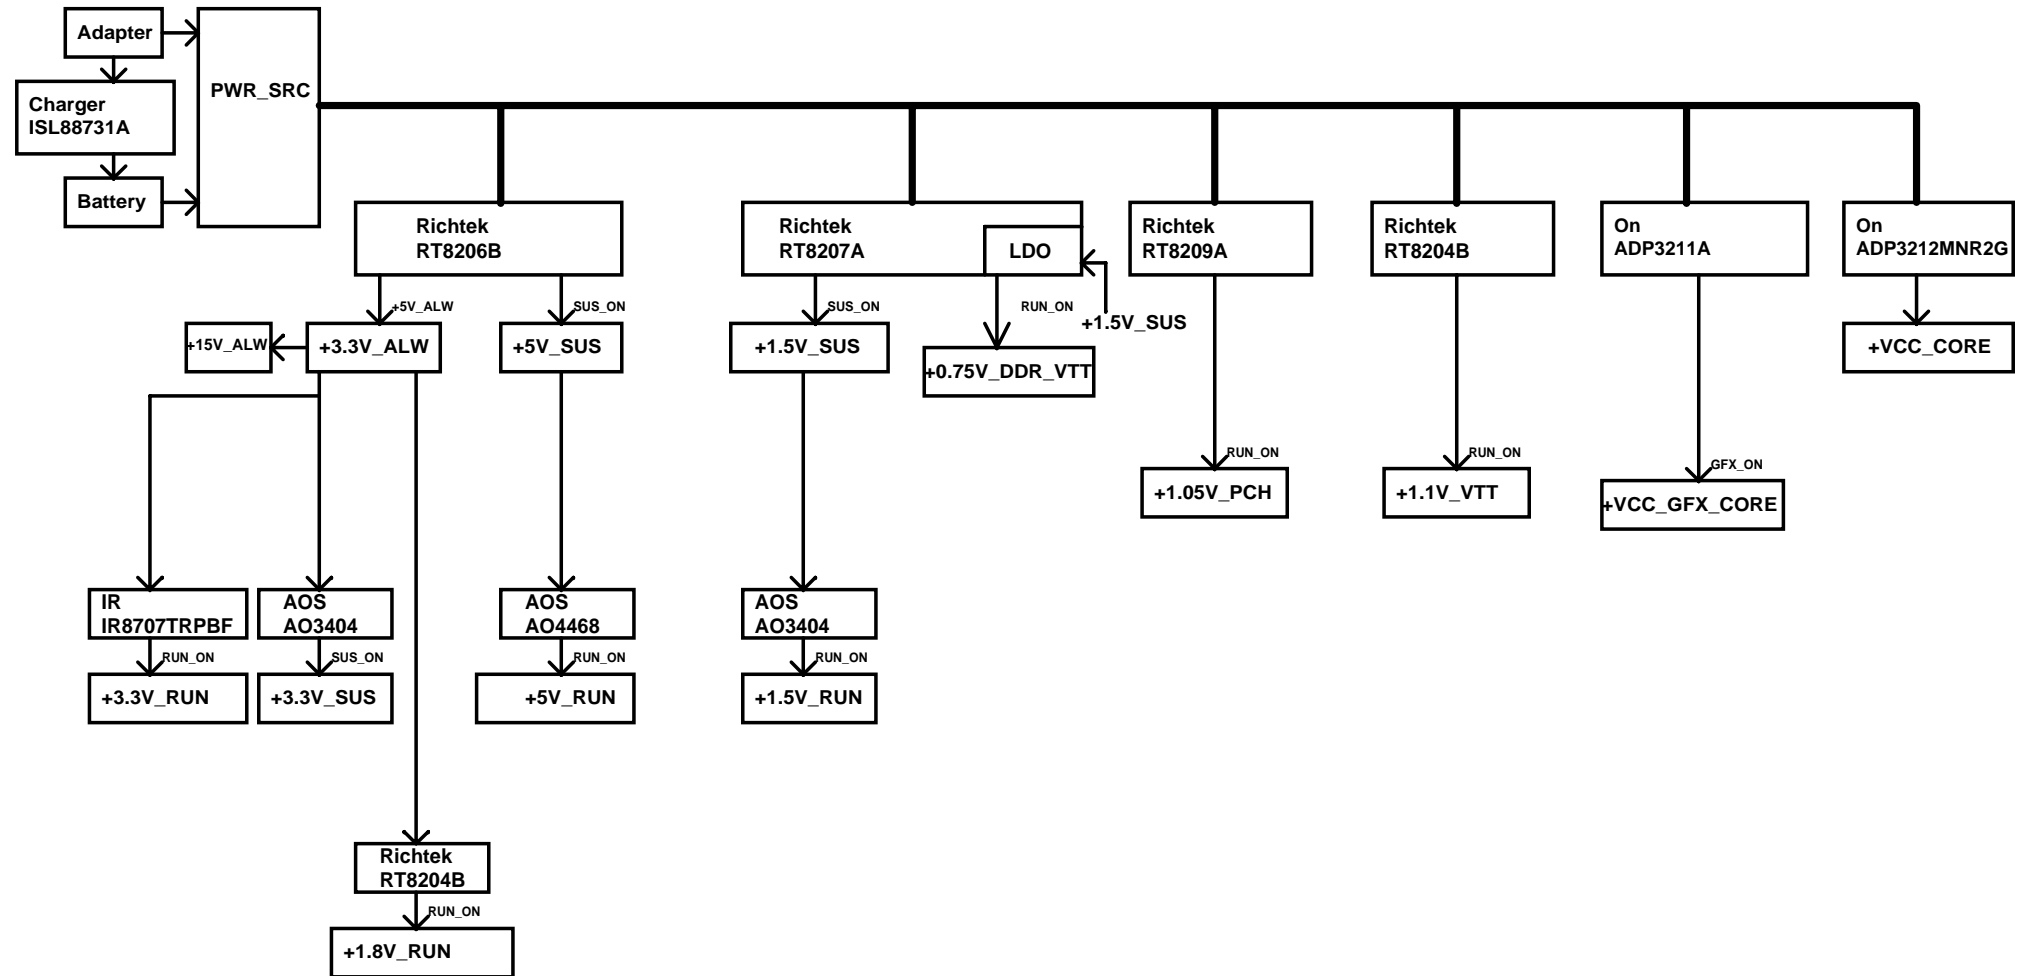 Adapter
PWR_SRC
Charger
ISL88731A
Battery
Richtek
RT8206B
Richtek
RT8207A
LDO
Richtek
RT8209A
Richtek
RT8204B
On
ADP3211A
On
ADP3212MNR2G
+5V_ALW
SUS_ON
SUS_ON
RUN_ON
+1.5V_SUS
+15V_ALW
+3.3V_ALW
+5V_SUS
+1.5V_SUS
+0.75V_DDR_VTT
+VCC_CORE
RUN_ON
RUN_ON
GFX_ON
+1.05V_PCH
+1.1V_VTT
+VCC_GFX_CORE
IR
IR8707TRPBF
AOS
AO3404
AOS
AO4468
AOS
AO3404
RUN_ON
SUS_ON
RUN_ON
RUN_ON
+3.3V_RUN
+3.3V_SUS
+5V_RUN
+1.5V_RUN
Richtek
RT8204B
RUN_ON
+1.8V_RUN